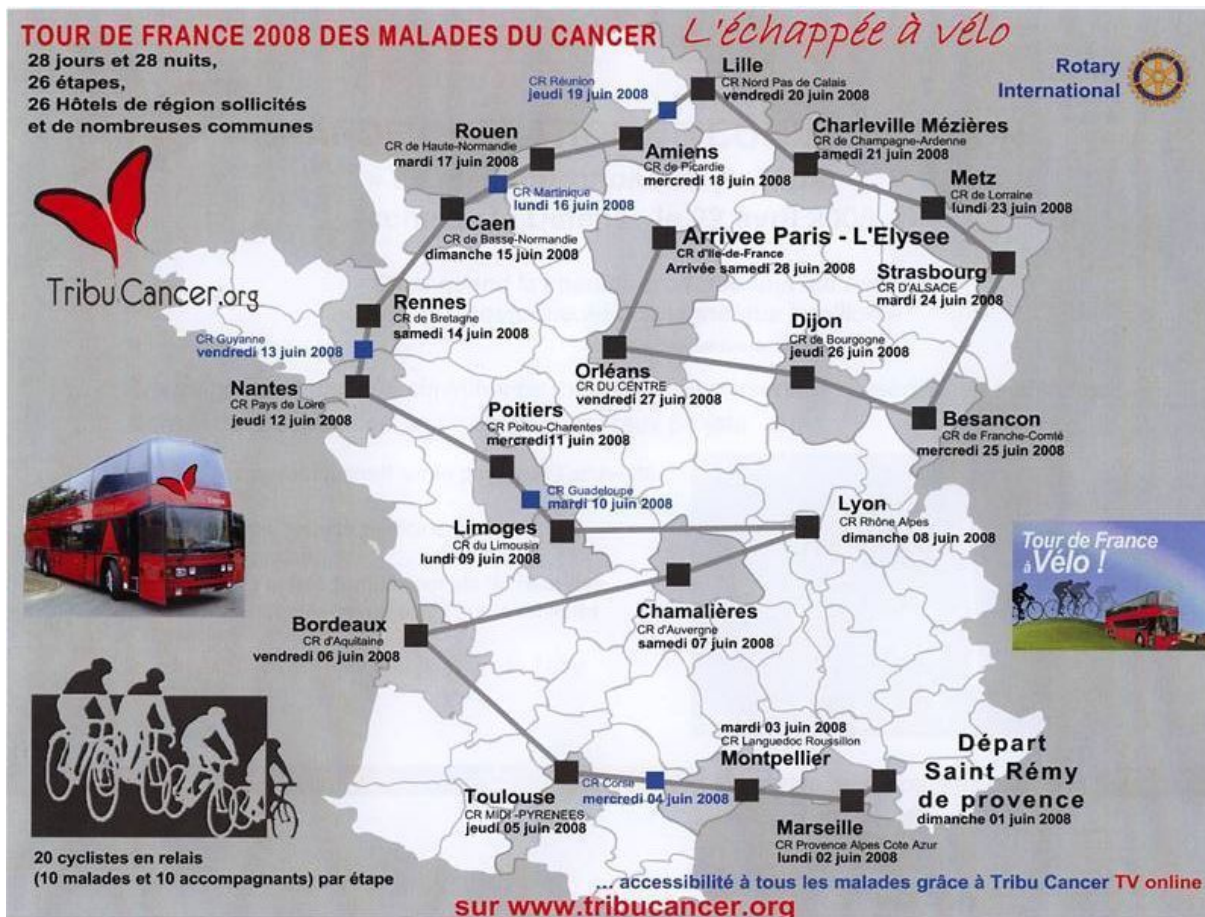 TOUR DE FRANCE 2008 DES MALADES DU CANCER L'échappée à vélo
28 jours et 28 nuits,
26 étapes,
26 Hôtels de région sollicités
et de nombreuses communes
Rotary
International
CR Réunion
jeudi 19 juin 2008
Lille
CR Nord Pas de Calais
vendredi 20 juin 2008
Rouen
CR de Haute-Normandie
mardi 17 juin 2008
Amiens
CR de Picardie
mercredi 18 juin 2008
Charleville Mézières
CR de Champagne-Ardenne
samedi 21 juin 2008
Metz
CR de Lorraine
lundi 23 juin 2008
CR Martinique
lundi 16 juin 2008
Caen
CR de Basse-Normandie
dimanche 15 juin 2008
Arrivee Paris - L'Elysee
CR d'Ile-de-France
Arrivée samedi 28 juin 2008
Strasbourg
CR D'ALSACE
mardi 24 juin 2008
TribuCancer.org
Rennes
CR de Bretagne
samedi 14 juin 2008
CR Guyanne
vendredi 13 juin 2008
Dijon
CR de Bourgogne
jeudi 26 juin 2008
Orléans
CR DU CENTRE
vendredi 27 juin 2008
Nantes
CR Pays de Loire
jeudi 12 juin 2008
Besancon
CR de Franche-Comté
mercredi 25 juin 2008
Poitiers
CR Poitou-Charentes
mercredi11 juin 2008
CR Guadeloupe
mardi 10 juin 2008
Limoges
CR du Limousin
lundi 09 juin 2008
Lyon
CR Rhône Alpes
dimanche 08 juin 2008
Tour de France
à Vélo !
Chamalières
CR d'Auvergne
samedi 07 juin 2008
Bordeaux
CR d'Aquitaine
vendredi 06 juin 2008
mardi 03 juin 2008
CR Languedoc Roussillon
Montpellier
Départ
Saint Rémy
de provence
dimanche 01 juin 2008
CR Corse
mercredi 04 juin 2008
Toulouse
CR MIDI -PYRENEES
jeudi 05 juin 2008
Marseille
CR Provence Alpes Cote Azur
lundi 02 juin 2008
20 cyclistes en relais
(10 malades et 10 accompagnants) par étape
... accessibilité à tous les malades grâce à Tribu Cancer TV online
sur www.tribucancer.org